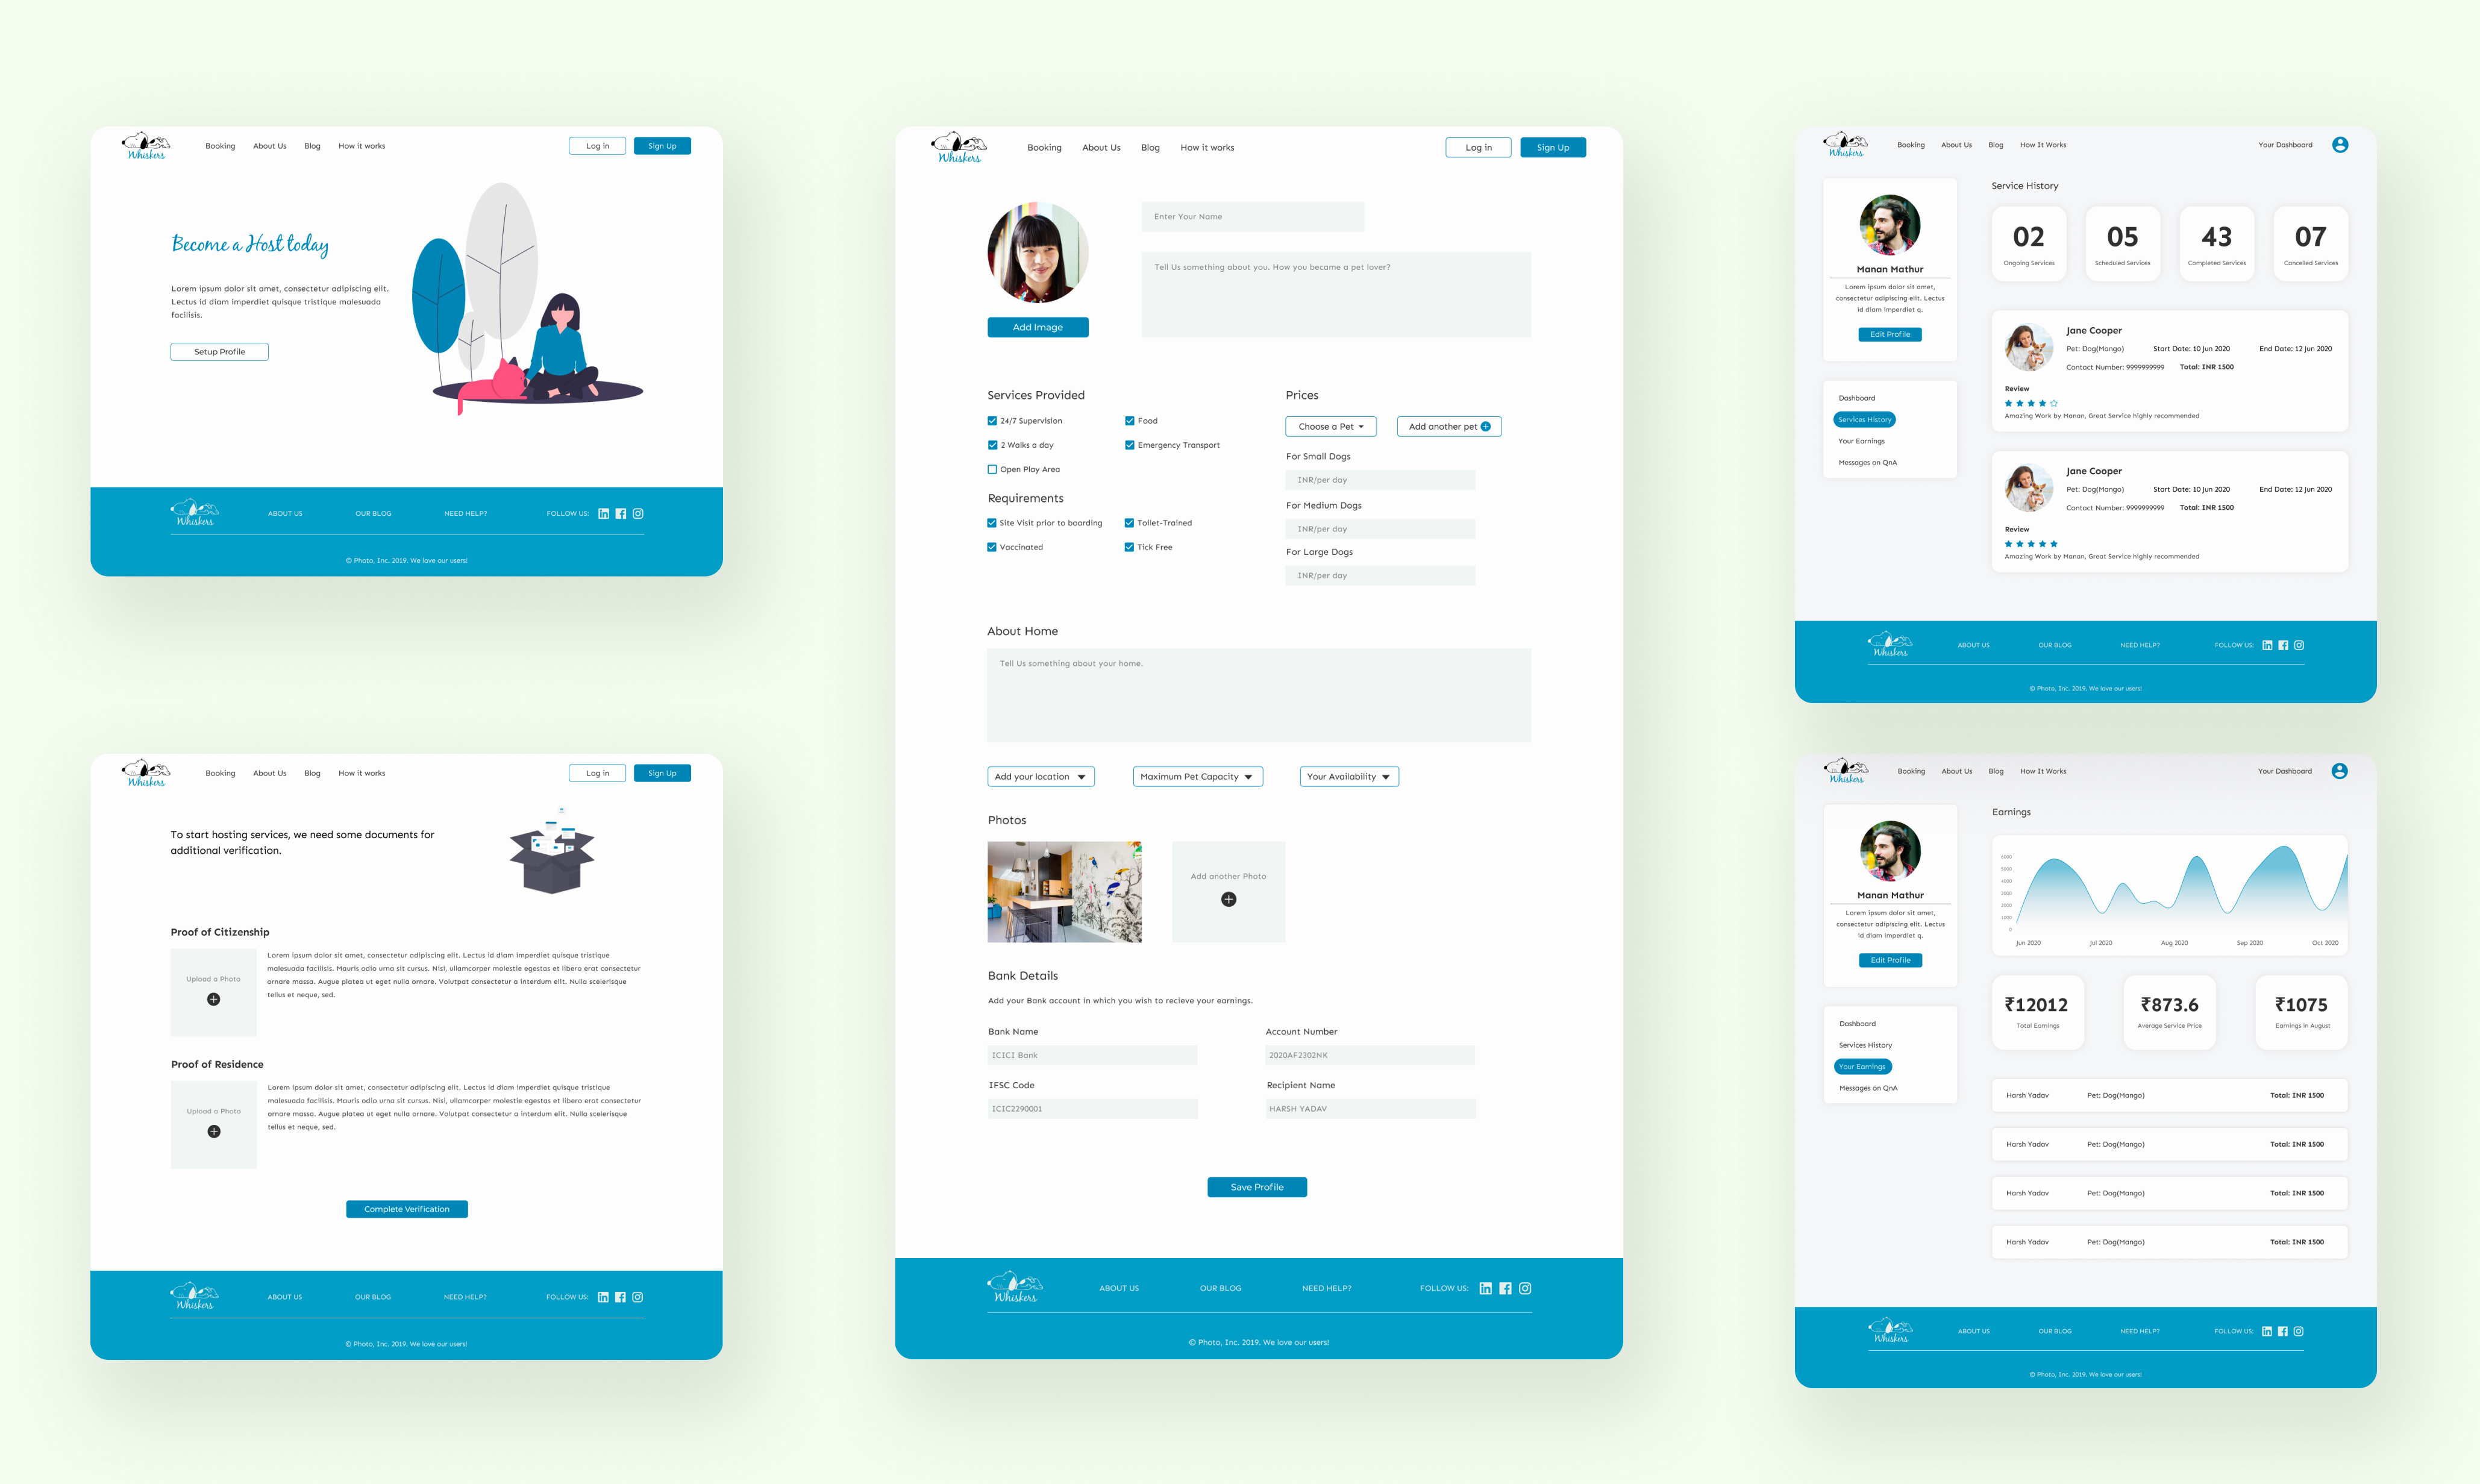 Whiskers
Booking About Us Blog How it works
Log in Sign Up
Become a Host today
Lorem ipsum dolor sit amet, consectetur adipiscing elit.
Lectus id diam imperdiet quisque tristique malesuada
facilisis.
Setup Profile
Whiskers
ABOUT US OUR BLOG NEED HELP? FOLLOW US:
© Photo, Inc. 2019. We love our users!
Whiskers
Booking About Us Blog How it works
Log in Sign Up
To start hosting services, we need some documents for
additional verification.
Proof of Citizenship
Upload a Photo
Lorem ipsum dolor sit amet, consectetur adipiscing elit. Lectus id diam imperdiet quisque tristique
malesuada facilisis. Mauris odio urna sit cursus. Nisi, ullamcorper molestie egestas et libero erat consectetur
ornare massa. Augue platea ut eget nulla ornare. Volutpat consectetur a interdum elit. Nulla scelerisque
tellus et neque, sed.
Proof of Residence
Upload a Photo
Lorem ipsum dolor sit amet, consectetur adipiscing elit. Lectus id diam imperdiet quisque tristique
malesuada facilisis. Mauris odio urna sit cursus. Nisi, ullamcorper molestie egestas et libero erat consectetur
ornare massa. Augue platea ut eget nulla ornare. Volutpat consectetur a interdum elit. Nulla scelerisque
tellus et neque, sed.
Complete Verification
Whiskers
ABOUT US OUR BLOG NEED HELP? FOLLOW US:
© Photo, Inc. 2019. We love our users!
Whiskers
Booking About Us Blog How it works
Log in Sign Up
Enter Your Name
Tell Us something about you. How you became a pet lover?
Add Image
Services Provided
24/7 Supervision Food
2 Walks a day Emergency Transport
Open Play Area
Requirements
Site Visit prior to boarding Toilet-Trained
Vaccinated Tick Free
Prices
Choose a Pet Add another pet
For Small Dogs
INR/per day
For Medium Dogs
INR/per day
For Large Dogs
INR/per day
About Home
Tell Us something about your home.
Add your location Maximum Pet Capacity Your Availability
Photos
Add another Photo
Bank Details
Add your Bank account in which you wish to recieve your earnings.
Bank Name Account Number
ICICI Bank 2020AF2302NK
IFSC Code Recipient Name
ICIC2290001 HARSH YADAV
Save Profile
Whiskers
ABOUT US OUR BLOG NEED HELP? FOLLOW US:
© Photo, Inc. 2019. We love our users!
Whiskers
Booking About Us Blog How It Works
Your Dashboard
Manan Mathur
Lorem ipsum dolor sit amet,
consectetur adipiscing elit. Lectus
id diam imperdiet q.
Edit Profile
Dashboard
Services History
Your Earnings
Messages on QnA
Service History
02 05 43 07
Ongoing Services Scheduled Services Completed Services Cancelled Services
Jane Cooper
Pet: Dog(Mango) Start Date: 10 Jun 2020 End Date: 12 Jun 2020
Contact Number: 9999999999 Total: INR 1500
Review
Amazing Work by Manan, Great Service highly recommended
Jane Cooper
Pet: Dog(Mango) Start Date: 10 Jun 2020 End Date: 12 Jun 2020
Contact Number: 9999999999 Total: INR 1500
Review
Amazing Work by Manan, Great Service highly recommended
Whiskers
ABOUT US OUR BLOG NEED HELP? FOLLOW US:
© Photo, Inc. 2019. We love our users!
Whiskers
Booking About Us Blog How It Works
Your Dashboard
Manan Mathur
Lorem ipsum dolor sit amet,
consectetur adipiscing elit. Lectus
id diam imperdiet q.
Edit Profile
Dashboard
Services History
Your Earnings
Messages on QnA
Earnings
6000
5000
4000
3000
2000
1000
0
Jun 2020 Jul 2020 Aug 2020 Sep 2020 Oct 2020
₹12012 ₹873.6 ₹1075
Total Earnings Average Service Price Earnings in August
Harsh Yadav Pet: Dog(Mango) Total: INR 1500
Harsh Yadav Pet: Dog(Mango) Total: INR 1500
Harsh Yadav Pet: Dog(Mango) Total: INR 1500
Harsh Yadav Pet: Dog(Mango) Total: INR 1500
Whiskers
ABOUT US OUR BLOG NEED HELP? FOLLOW US:
© Photo, Inc. 2019. We love our users!